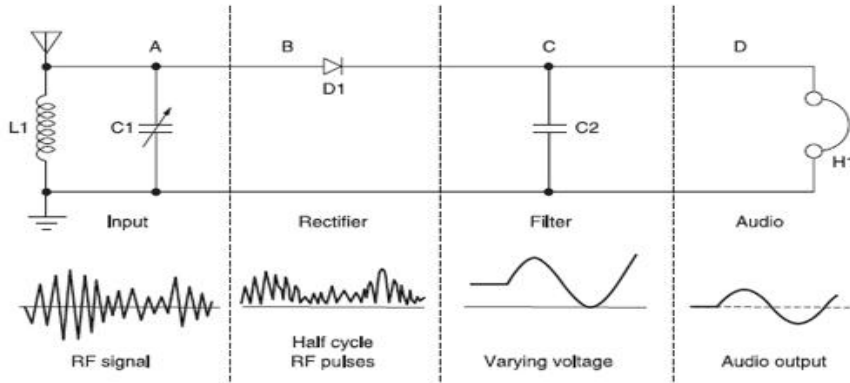 A
B
C
D
L1
C1
D1
C2
H1
Input
Rectifier
Filter
Audio
RF signal
Half cycle
RF pulses
Varying voltage
Audio output